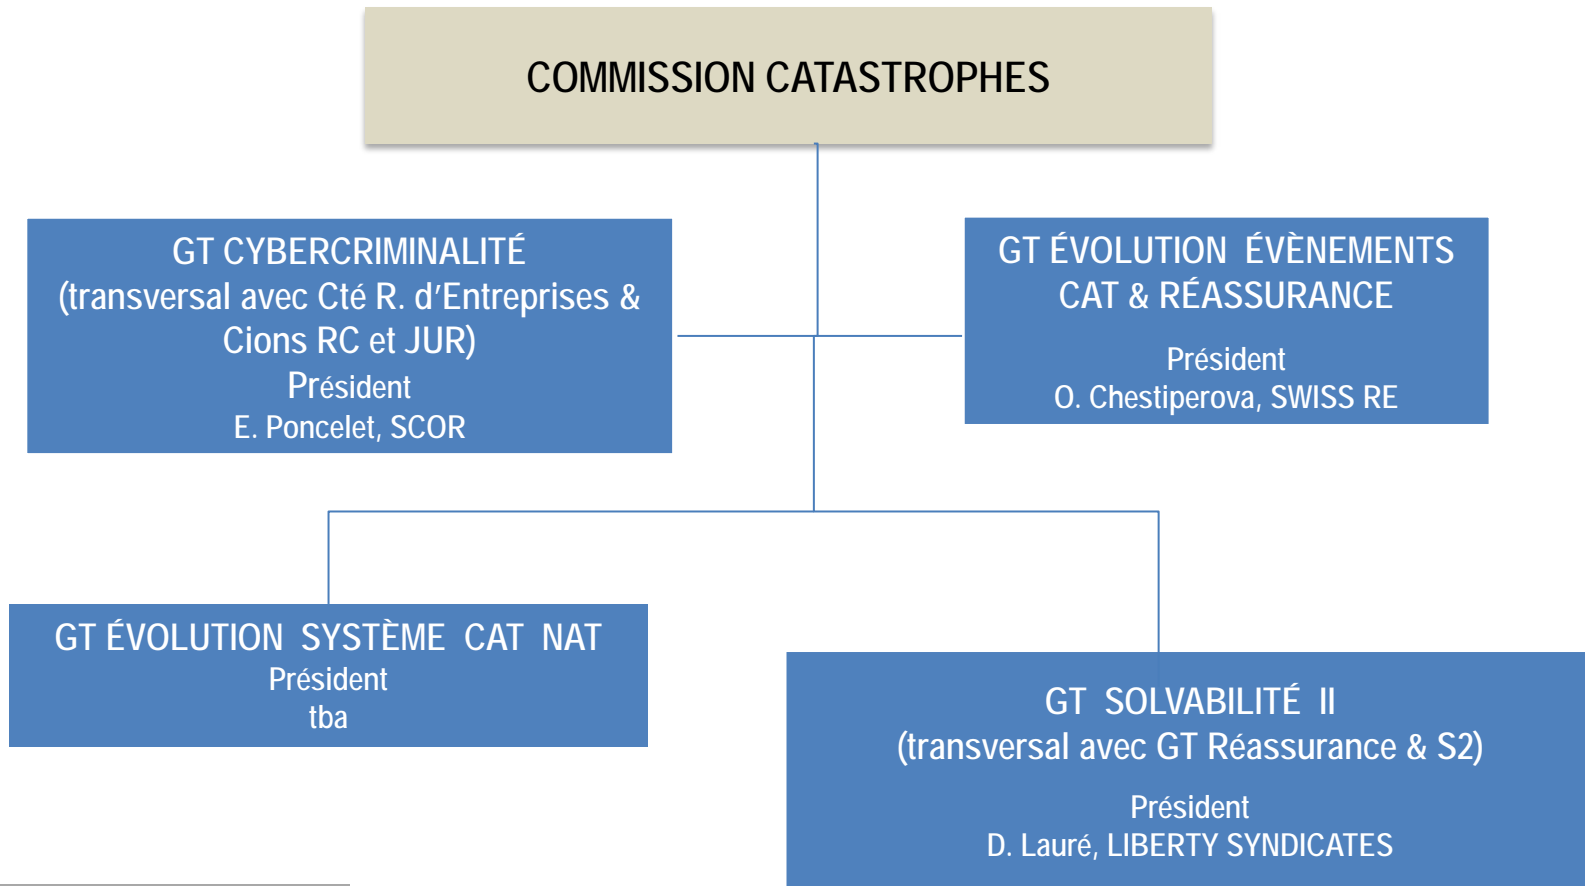 COMMISSION CATASTROPHES
GT CYBERCRIMINALITÉ
(transversal avec Cté R. d'Entreprises &
Cions RC et JUR)
Président
E. Poncelet, SCOR
GT ÉVOLUTION ÉVÈNEMENTS
CAT & RÉASSURANCE
Président
O. Chestiperova, SWISS RE
GT ÉVOLUTION SYSTÈME CAT NAT
Président
tba
GT SOLVABILITÉ II
(transversal avec GT Réassurance & S2)
Président
D. Lauré, LIBERTY SYNDICATES